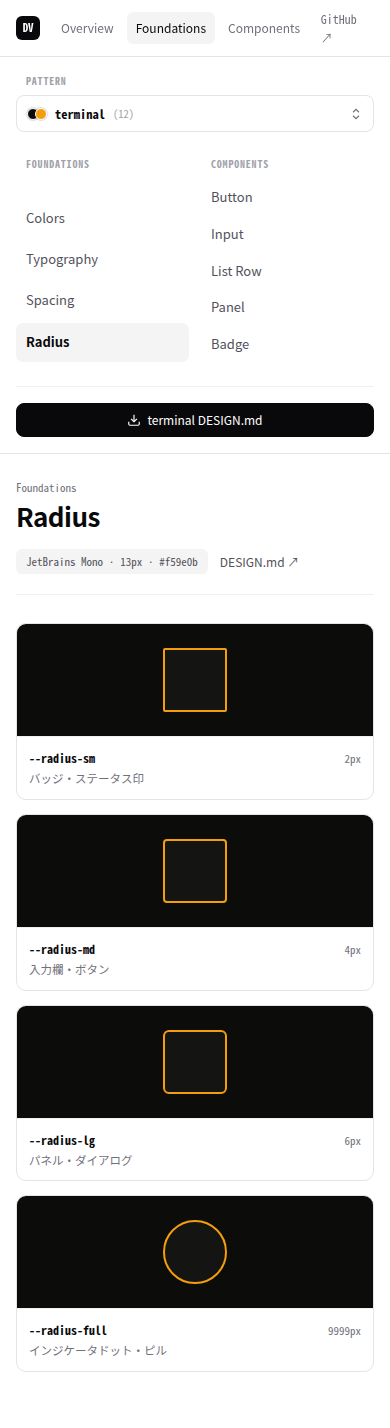 DV
Overview
Foundations
Components
GitHub
↗
PATTERN
terminal (12)
FOUNDATIONS
Colors
Typography
Spacing
Radius
COMPONENTS
Button
Input
List Row
Panel
Badge
terminal DESIGN.md
Foundations
Radius
JetBrains Mono · 13px · #f59e0b
DESIGN.md ↗
--radius-sm 2px
バッジ・ステータス印
--radius-md 4px
入力欄・ボタン
--radius-lg 6px
パネル・ダイアログ
--radius-full 9999px
インジケータドット・ピル